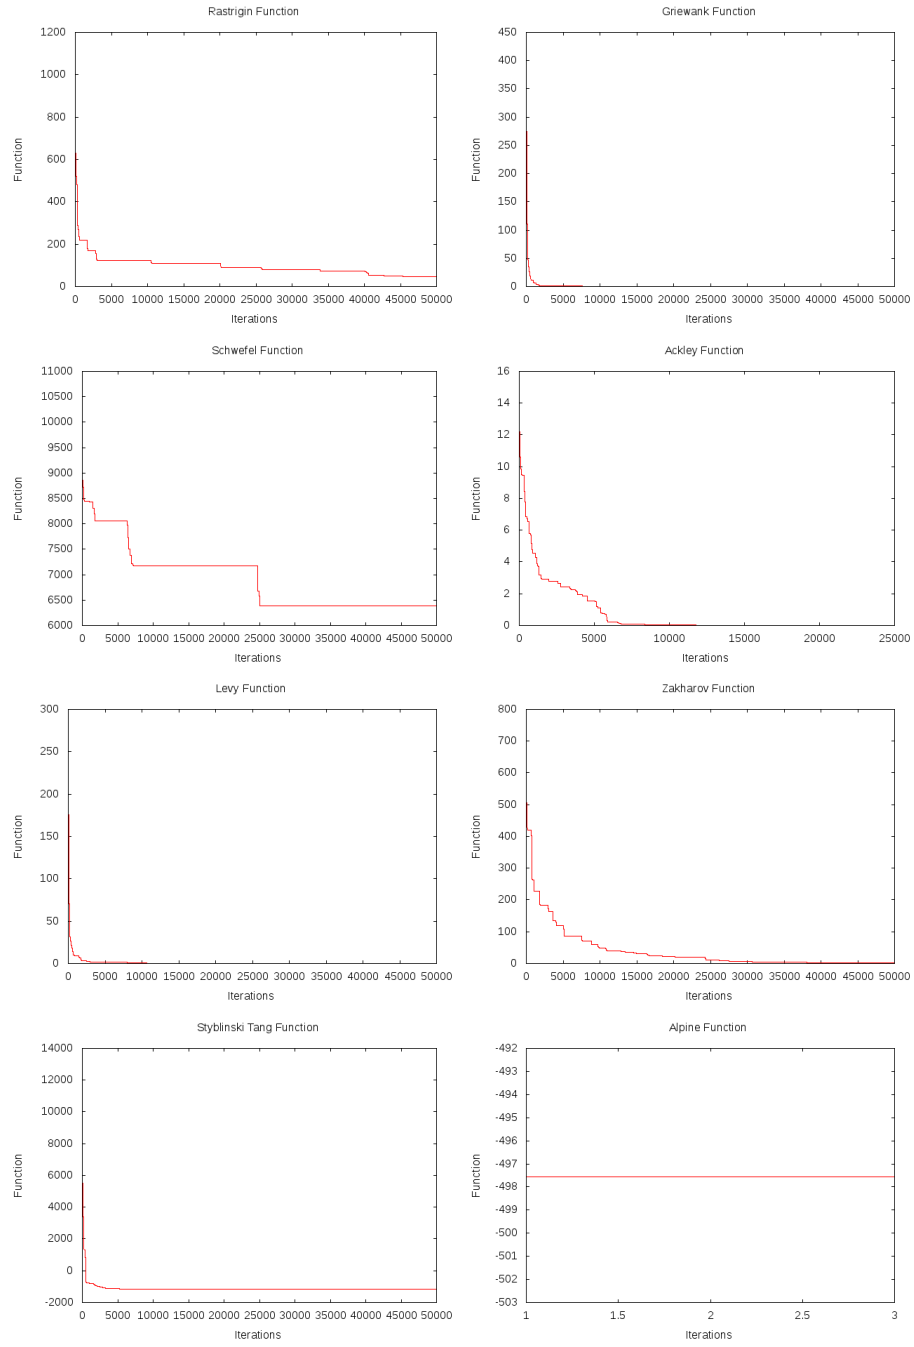 Rastrigin Function
1200
1000
800
600
400
200
0
Function
0 5000 10000 15000 20000 25000 30000 35000 40000 45000 50000
Iterations
Griewank Function
450
400
350
300
250
200
150
100
50
0
Function
0 5000 10000 15000 20000 25000 30000 35000 40000 45000 50000
Iterations
Schwefel Function
11000
10500
10000
9500
9000
8500
8000
7500
7000
6500
6000
Function
0 5000 10000 15000 20000 25000 30000 35000 40000 45000 50000
Iterations
Ackley Function
16
14
12
10
8
6
4
2
0
Function
0 5000 10000 15000 20000 25000
Iterations
Levy Function
300
250
200
150
100
50
0
Function
0 5000 10000 15000 20000 25000 30000 35000 40000 45000 50000
Iterations
Zakharov Function
800
700
600
500
400
300
200
100
0
Function
0 5000 10000 15000 20000 25000 30000 35000 40000 45000 50000
Iterations
Styblinski Tang Function
14000
12000
10000
8000
6000
4000
2000
0
-2000
Function
0 5000 10000 15000 20000 25000 30000 35000 40000 45000 50000
Iterations
Alpine Function
-492
-493
-494
-495
-496
-497
-498
-499
-500
-501
-502
-503
Function
1 1.5 2 2.5 3
Iterations